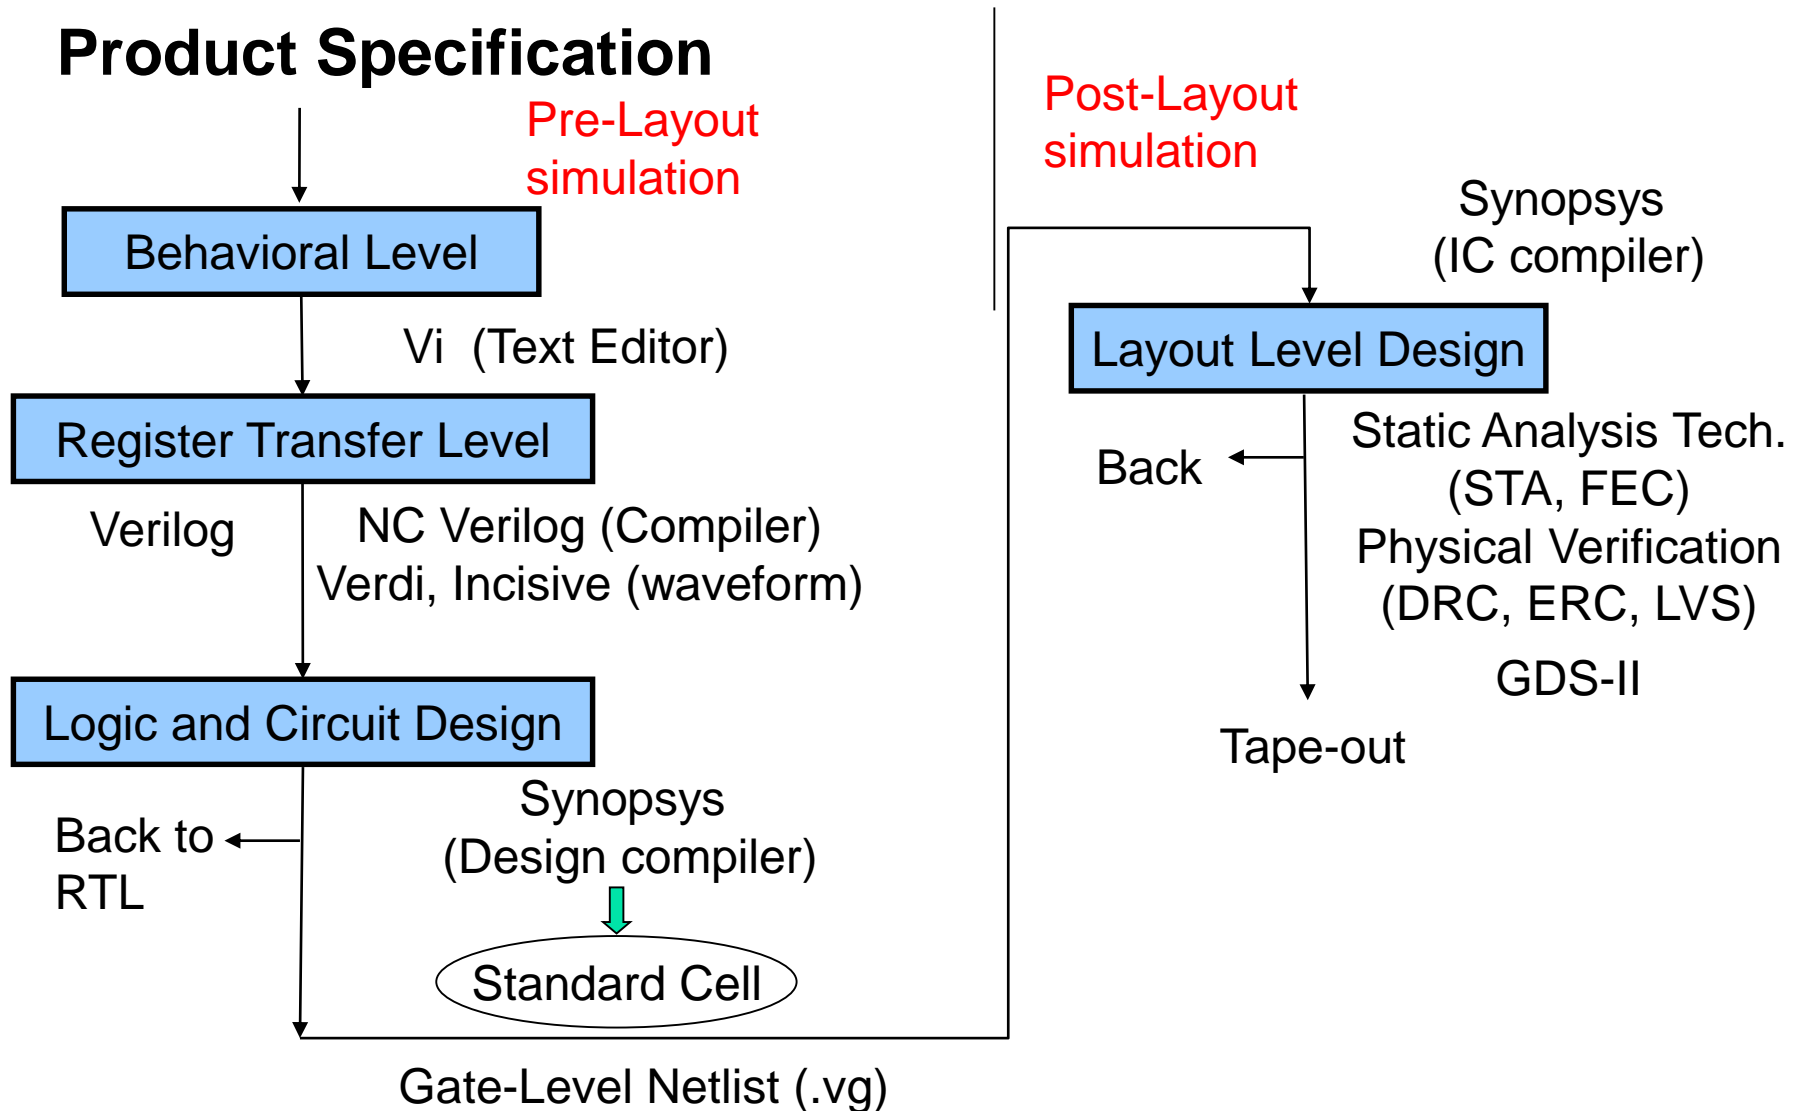 Product Specification
Pre-Layout
simulation
Behavioral Level
Vi  (Text Editor)
Register Transfer Level
Verilog
NC Verilog (Compiler)
Verdi, Incisive (waveform)
Logic and Circuit Design
Back to
RTL
Synopsys
(Design compiler)
Standard Cell
Gate-Level Netlist (.vg)
Post-Layout
simulation
Synopsys
(IC compiler)
Layout Level Design
Back
Static Analysis Tech.
(STA, FEC)
Physical Verification
(DRC, ERC, LVS)
GDS-II
Tape-out